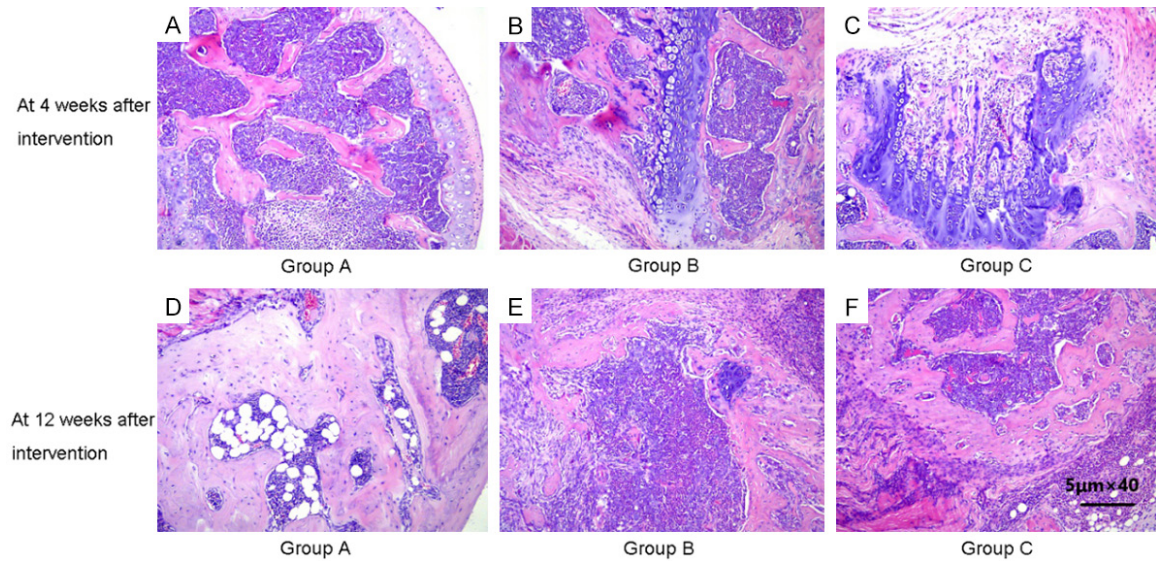 A
B
C
At 4 weeks after
intervention
Group A
Group B
Group C
D
E
F
At 12 weeks after
intervention
5μm×40
Group A
Group B
Group C